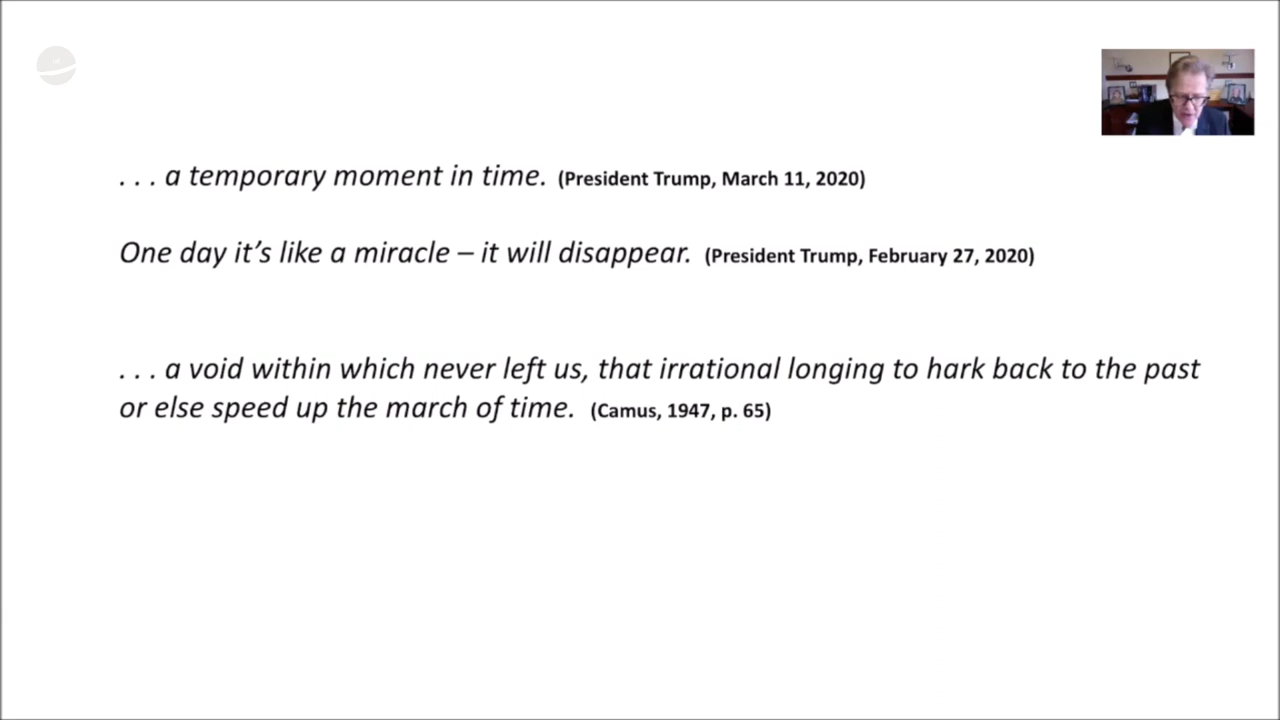 . . . a temporary moment in time. (President Trump, March 11, 2020)
One day it’s like a miracle – it will disappear. (President Trump, February 27, 2020)
. . . a void within which never left us, that irrational longing to hark back to the past
or else speed up the march of time. (Camus, 1947, p. 65)